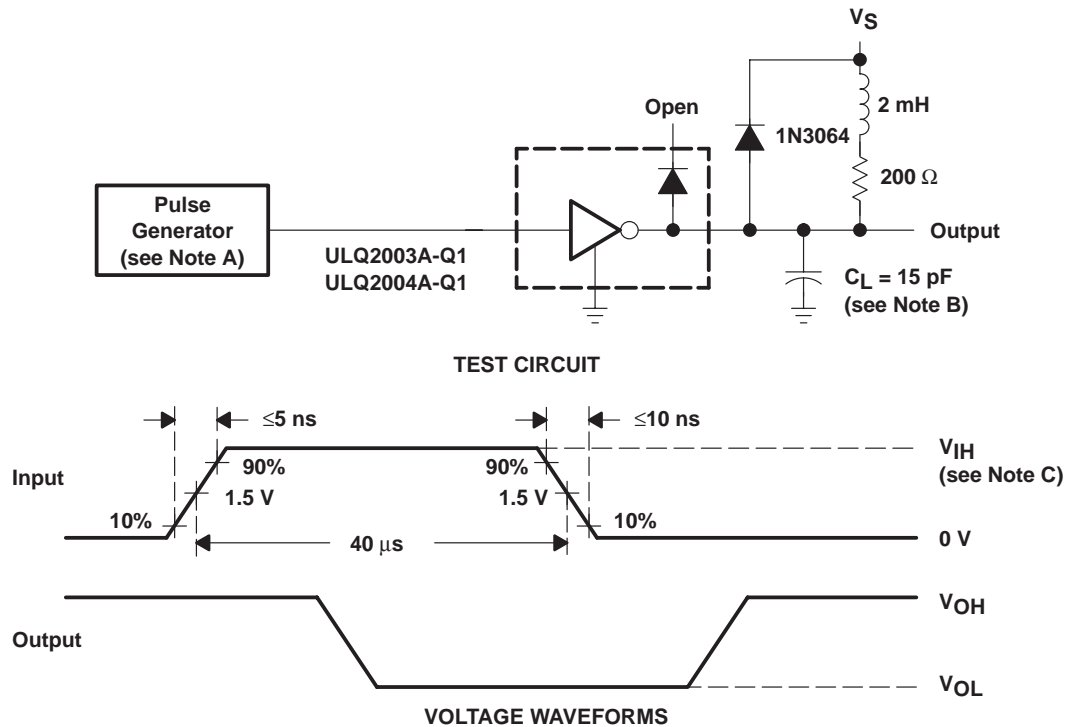 VS
2 mH
Open
1N3064
200 Ω
Pulse
Generator
(see Note A)
Output
ULQ2003A-Q1
ULQ2004A-Q1
CL = 15 pF
(see Note B)
TEST CIRCUIT
≤5 ns
≤10 ns
VIH
(see Note C)
Input
90%
90%
1.5 V
1.5 V
10%
10%
40 μs
0 V
VOH
Output
VOL
VOLTAGE WAVEFORMS